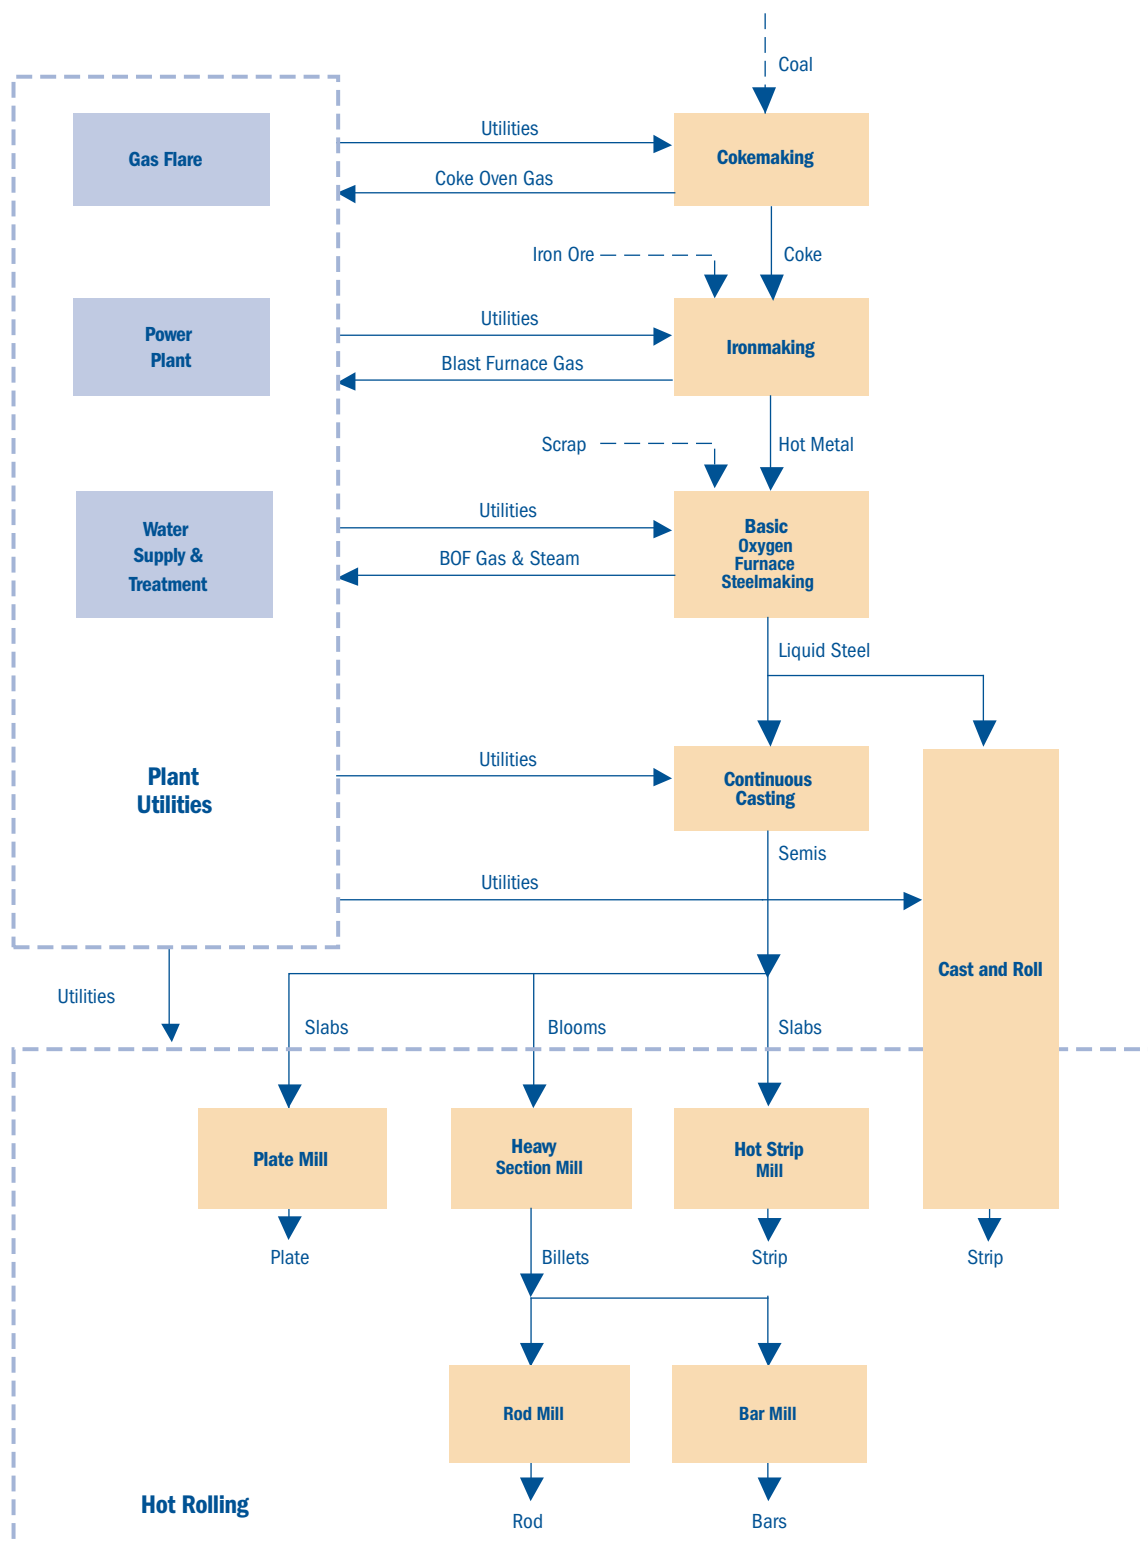 Coal
Gas Flare
Utilities
Cokemaking
Coke Oven Gas
Iron Ore
Coke
Power
Plant
Utilities
Ironmaking
Blast Furnace Gas
Scrap
Hot Metal
Water
Supply &
Treatment
Utilities
BOF Gas & Steam
Basic
Oxygen
Furnace
Steelmaking
Liquid Steel
Plant
Utilities
Utilities
Continuous
Casting
Semis
Utilities
Cast and Roll
Utilities
Slabs
Blooms
Slabs
Plate Mill
Heavy
Section Mill
Hot Strip
Mill
Plate
Billets
Strip
Strip
Rod Mill
Bar Mill
Hot Rolling
Rod
Bars